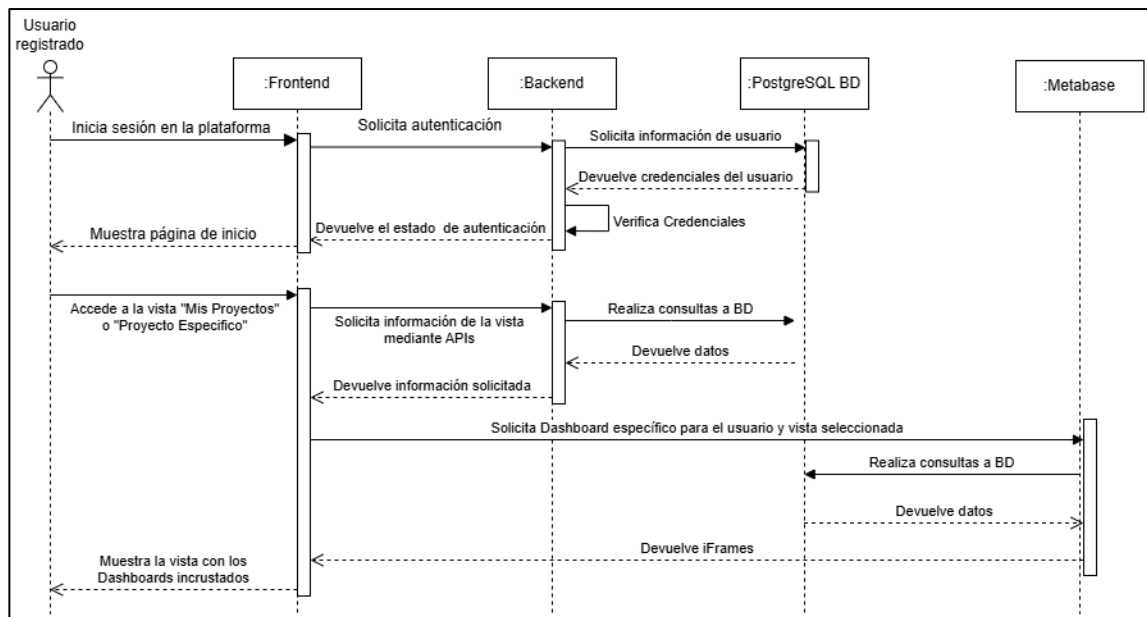 Usuario
registrado
:Frontend
:Backend
:PostgreSQL BD
:Metabase
Inicia sesión en la plataforma
Solicita autenticación
Solicita información de usuario
Devuelve credenciales del usuario
Verifica Credenciales
Devuelve el estado de autenticación
Muestra página de inicio
Accede a la vista "Mis Proyectos"
o "Proyecto Especifico"
Solicita información de la vista
mediante APIs
Realiza consultas a BD
Devuelve datos
Devuelve información solicitada
Solicita Dashboard específico para el usuario y vista seleccionada
Realiza consultas a BD
Devuelve datos
Devuelve iFrames
Muestra la vista con los
Dashboards incrustados